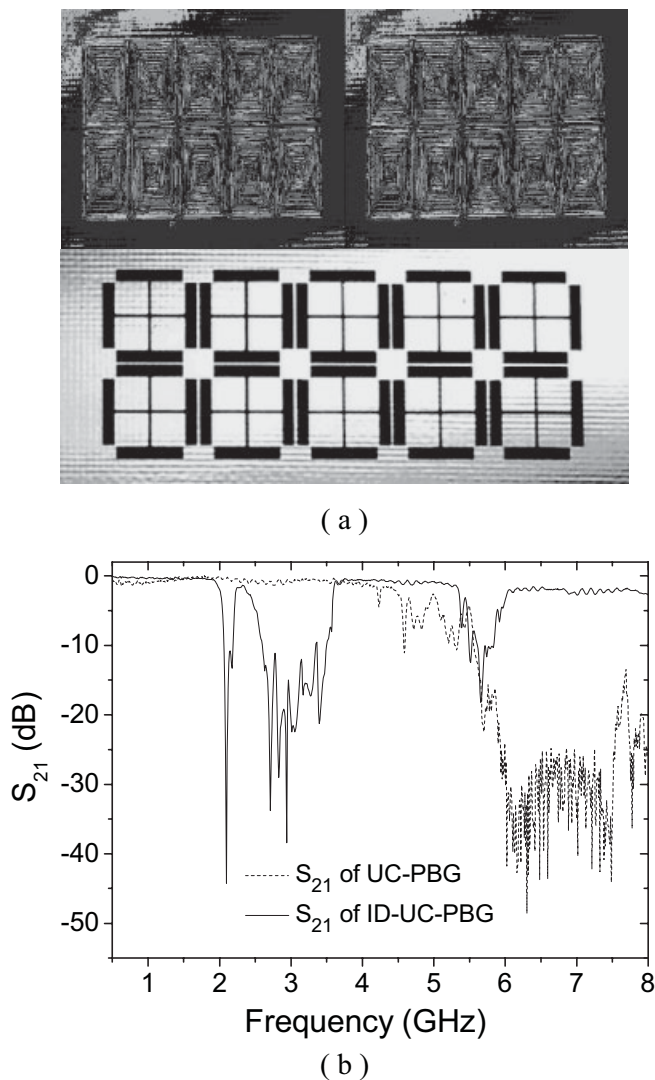 ( a )
0
-10
-20
-30
-40
-50
S21 (dB)
S21 of UC-PBG
S21 of ID-UC-PBG
1 2 3 4 5 6 7 8
Frequency (GHz)
( b )